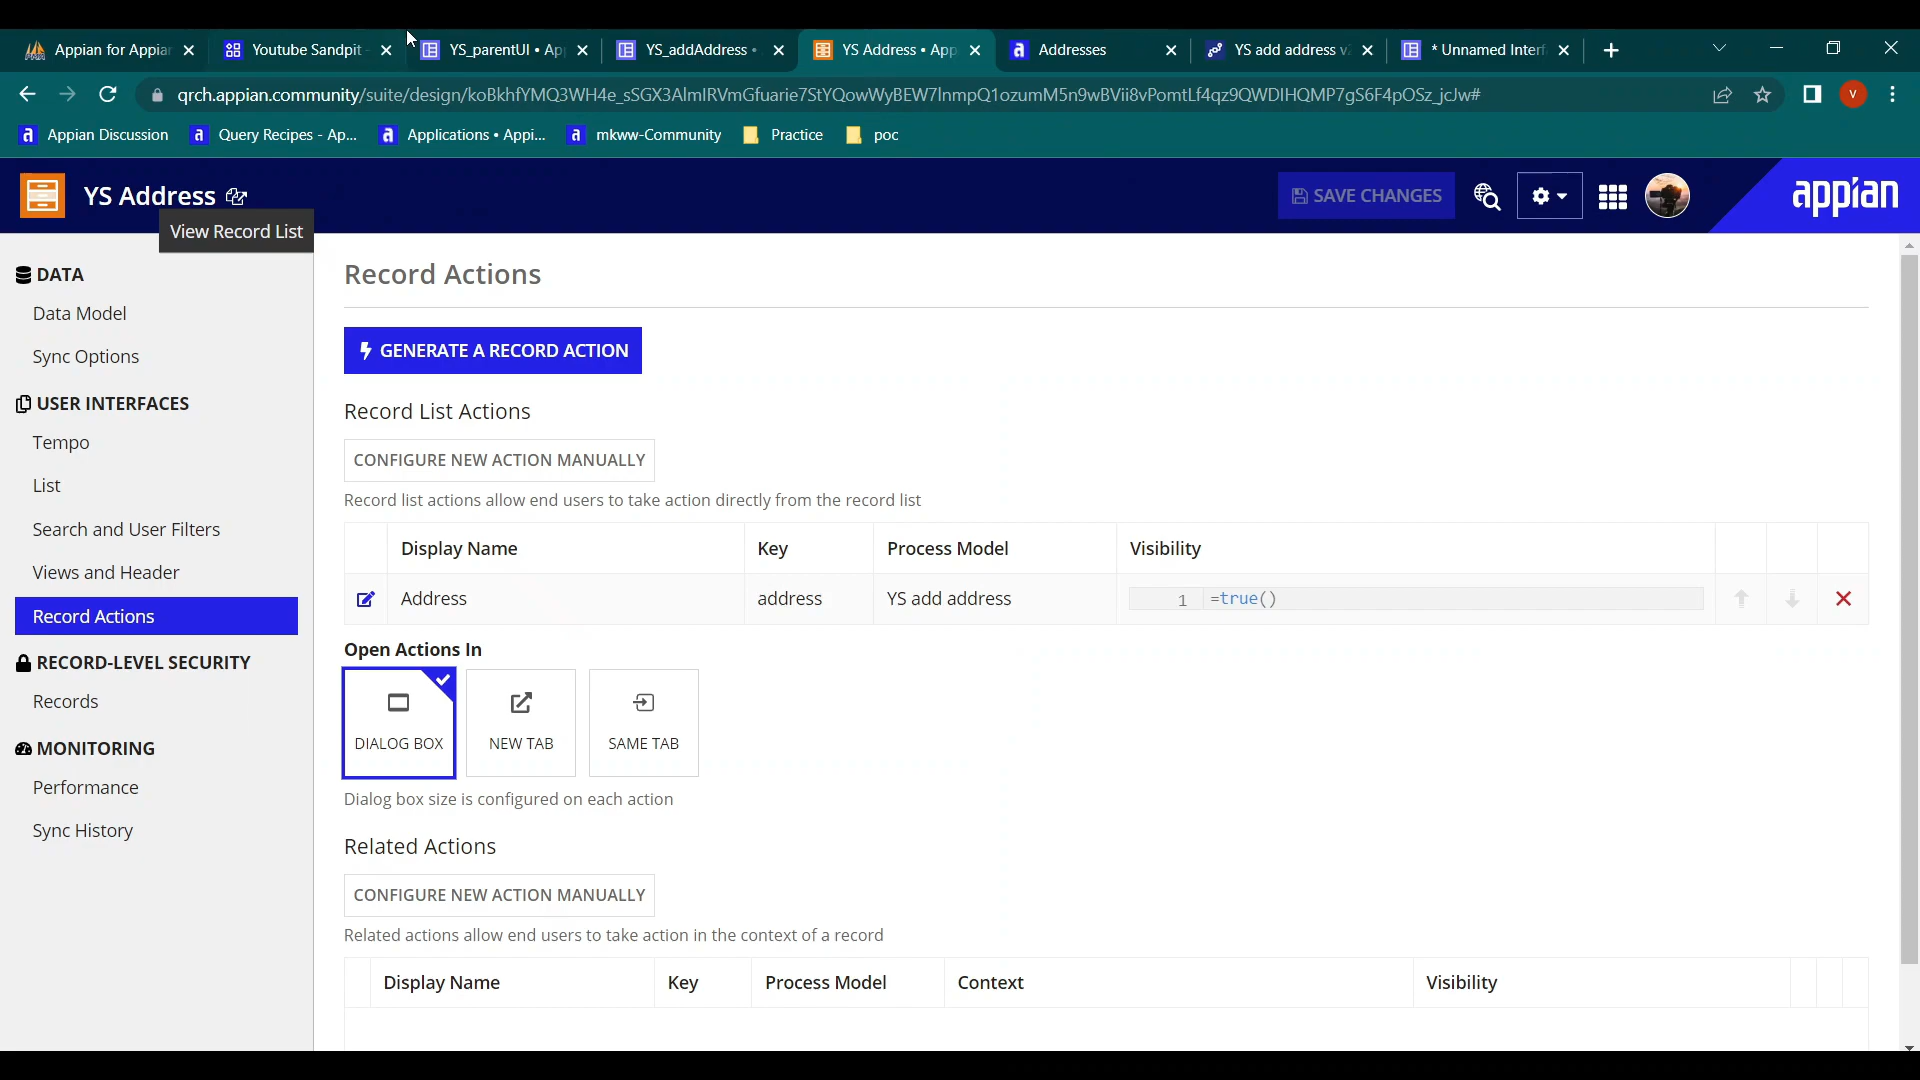 Appian for Appian
Youtube Sandpit -
YS_parentUI • Ap
YS_addAddress •
YS Address • App
Addresses
YS add address v
* Unnamed Interf
qrch.appian.community/suite/design/koBkhfYMQ3WH4e_sSGX3AlmIRVmGfuarie7StYQowWyBEW7lnmpQ1ozumM5n9wBVii8vPomtLf4qz9QWDIHQMP7gS6F4pOSz_jcJw#
V
Appian Discussion
Query Recipes - Ap...
Applications • Appi...
mkww-Community
Practice
poc
YS Address
SAVE CHANGES
appian
View Record List
DATA
Data Model
Sync Options
USER INTERFACES
Tempo
List
Search and User Filters
Views and Header
Record Actions
RECORD-LEVEL SECURITY
Records
MONITORING
Performance
Sync History
Record Actions
GENERATE A RECORD ACTION
Record List Actions
CONFIGURE NEW ACTION MANUALLY
Record list actions allow end users to take action directly from the record list
Display Name Key Process Model Visibility
Address address YS add address 1 =true()
Open Actions In
DIALOG BOX NEW TAB SAME TAB
Dialog box size is configured on each action
Related Actions
CONFIGURE NEW ACTION MANUALLY
Related actions allow end users to take action in the context of a record
Display Name Key Process Model Context Visibility